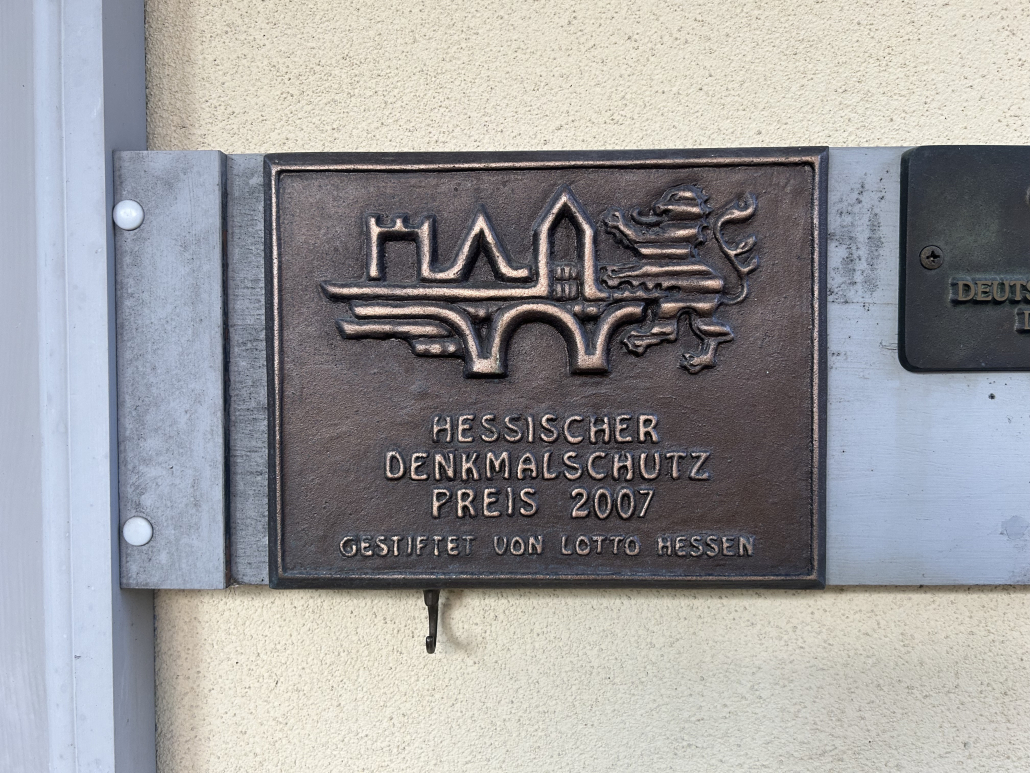 HESSISCHER
DENKMALSCHUTZ
PREIS 2007
GESTIFTET VON LOTTO HESSEN